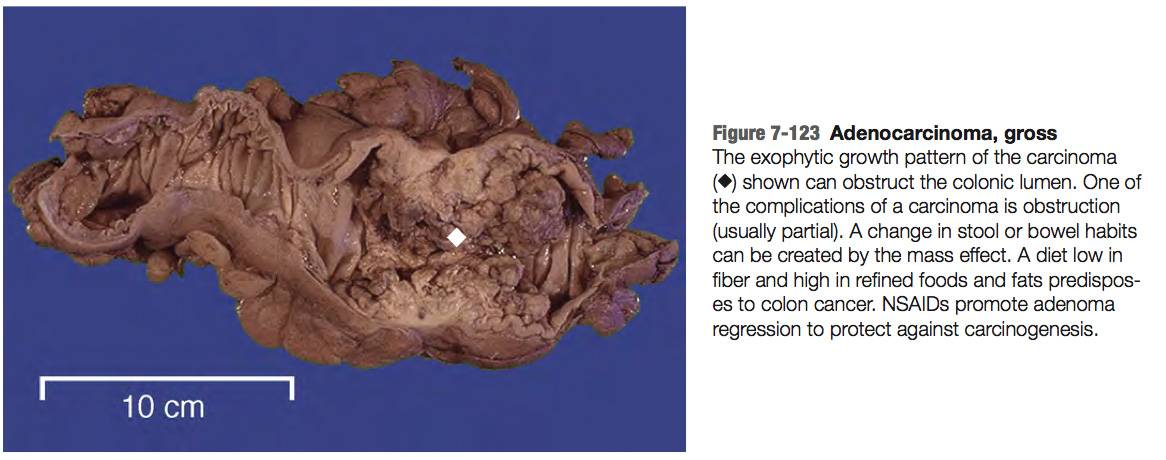 10 cm
Figure 7-123 Adenocarcinoma, gross
The exophytic growth pattern of the carcinoma
(◆) shown can obstruct the colonic lumen. One of
the complications of a carcinoma is obstruction
(usually partial). A change in stool or bowel habits
can be created by the mass effect. A diet low in
fiber and high in refined foods and fats predispos-
es to colon cancer. NSAIDs promote adenoma
regression to protect against carcinogenesis.